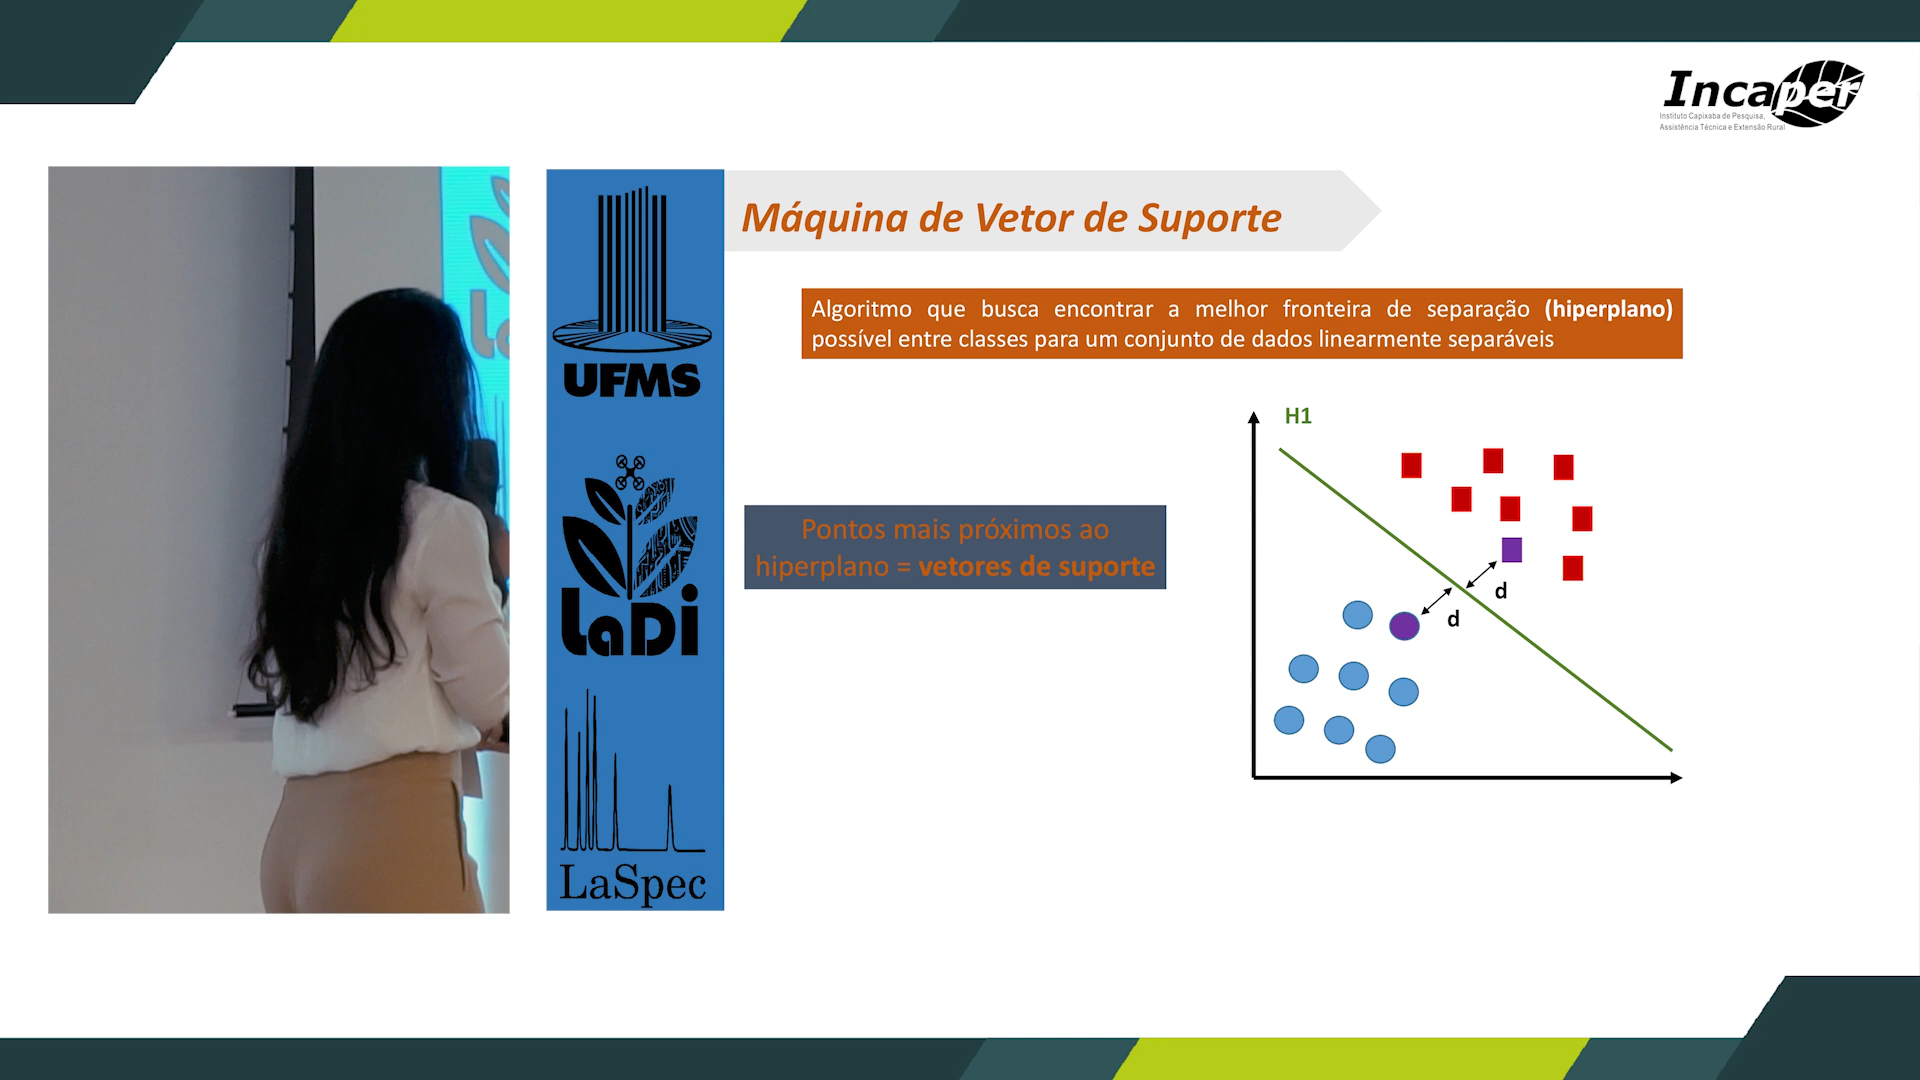 Incaper
Instituto Capixaba de Pesquisa,
Assistência Técnica e Extensão Rural
Máquina de Vetor de Suporte
Algoritmo que busca encontrar a melhor fronteira de separação (hiperplano)
possível entre classes para um conjunto de dados linearmente separáveis
UFMS
H1
Pontos mais próximos ao
hiperplano = vetores de suporte
d
d
LaDi
LaSpec